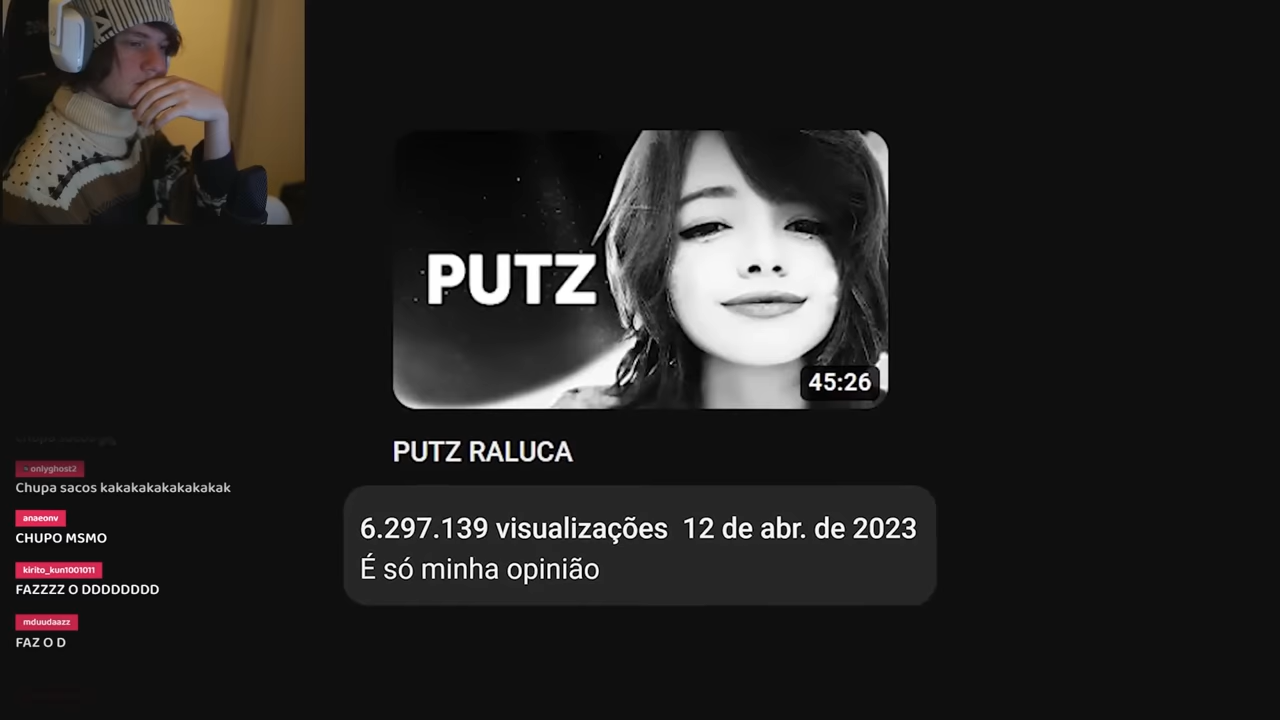 PUTZ
45:26
PUTZ RALUCA
6.297.139 visualizações 12 de abr. de 2023
É só minha opinião
onlyghost2
Chupa sacos kakakakakakakakak
anaeonv
CHUPO MSMO
kirito_kun1001011
FAZZZZ O DDDDDDDD
mduudaazz
FAZ O D